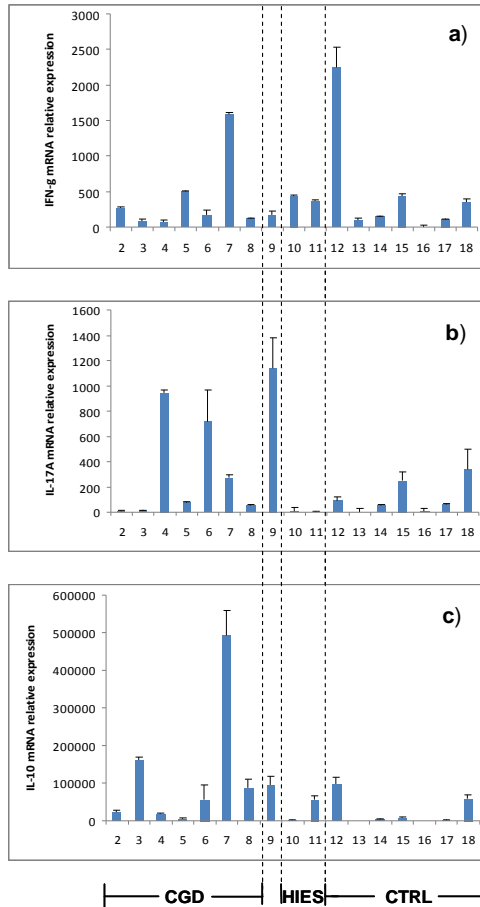 a)
IFN-g mRNA relative expression
3000
2500
2000
1500
1000
500
0
2 3 4 5 6 7 8 9 10 11 12 13 14 15 16 17 18
b)
IL-17A mRNA relative expression
1600
1400
1200
1000
800
600
400
200
0
2 3 4 5 6 7 8 9 10 11 12 13 14 15 16 17 18
c)
IL-10 mRNA relative expression
600000
500000
400000
300000
200000
100000
0
2 3 4 5 6 7 8 9 10 11 12 13 14 15 16 17 18
CGD HIES CTRL